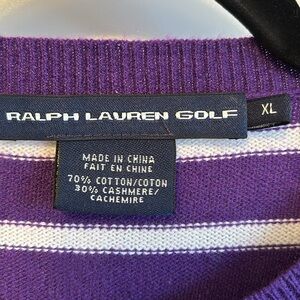 RALPH LAUREN GOLF
XL
MADE IN CHINA
FAIT EN CHINE
70% COTTON/COTON
30% CASHMERE/
CACHEMIRE